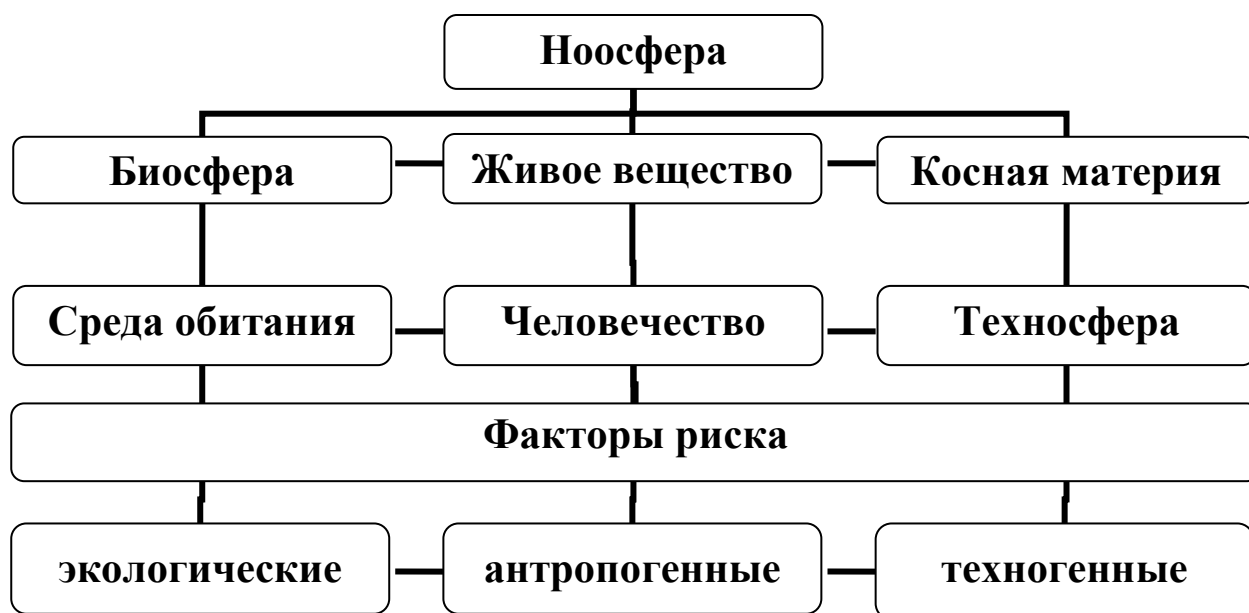 Ноосфера
Биосфера
Живое вещество
Косная материя
Среда обитания
Человечество
Техносфера
Факторы риска
экологические
антропогенные
техногенные